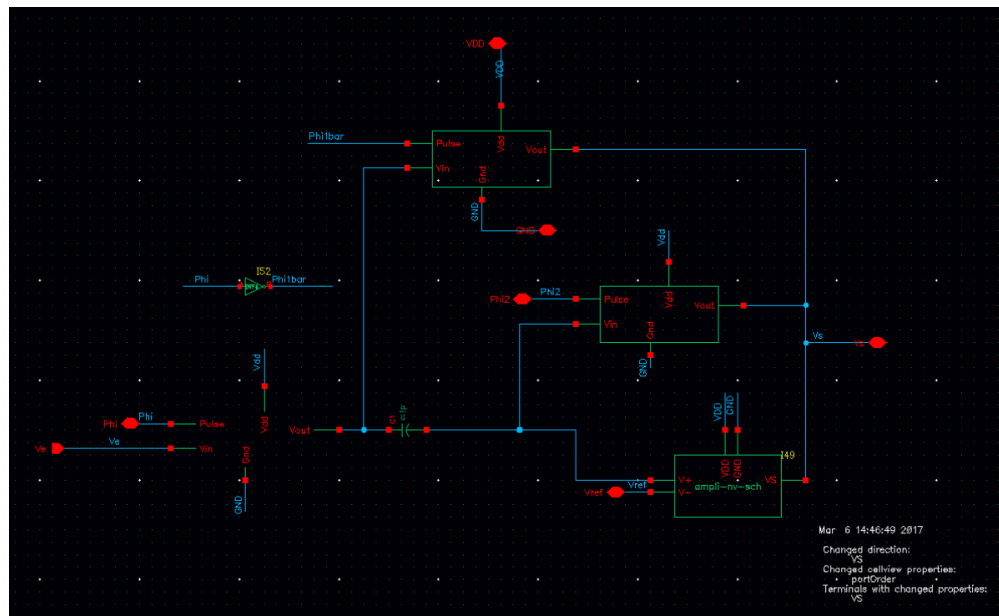 VDD
VDD
Phi1bar
Pulse
Vdd
Vout
Vin
Gnd
GND
GND
Vdd
I52
Phi
Phi1bar
Phi2
Phi2
Pulse
Vdd
Vout
Vin
Gnd
GND
Vs
Vs
Vdd
Phi
Phi
Pulse
Vdd
Vout
C1
c:1p
Ve
Ve
Vin
Gnd
GND
VDD
GND
I49
V+
VDD
GND
VS
ampli-nv-sch
Vref
Vref
V-
Mar 6 14:46:49 2017
Changed direction:
VS
Changed cellview properties:
portOrder
Terminals with changed properties:
VS